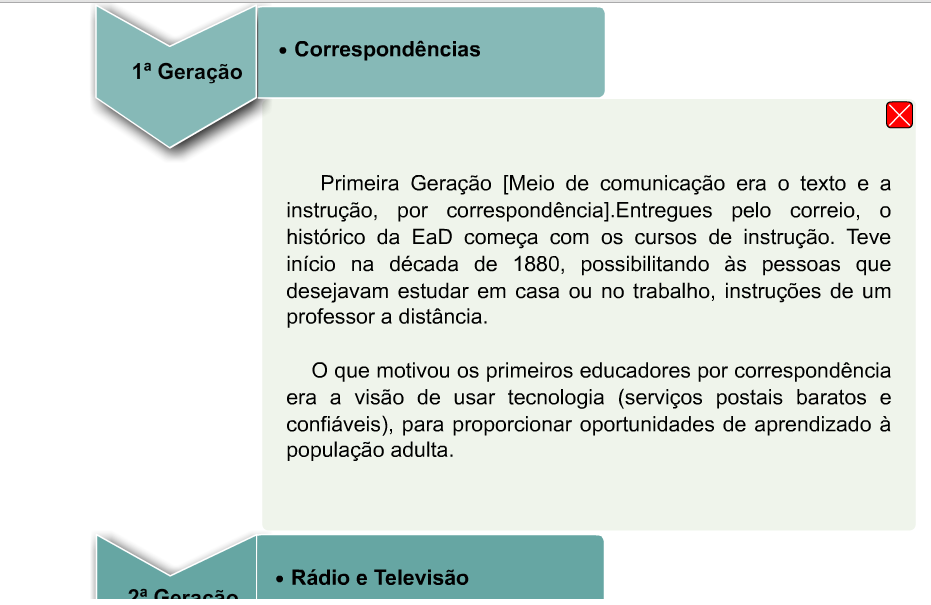 1ª Geração
• Correspondências
Primeira Geração [Meio de comunicação era o texto e a
instrução, por correspondência].Entregues pelo correio, o
histórico da EaD começa com os cursos de instrução. Teve
início na década de 1880, possibilitando às pessoas que
desejavam estudar em casa ou no trabalho, instruções de um
professor a distância.
O que motivou os primeiros educadores por correspondência
era a visão de usar tecnologia (serviços postais baratos e
confiáveis), para proporcionar oportunidades de aprendizado à
população adulta.
2ª Geração
• Rádio e Televisão